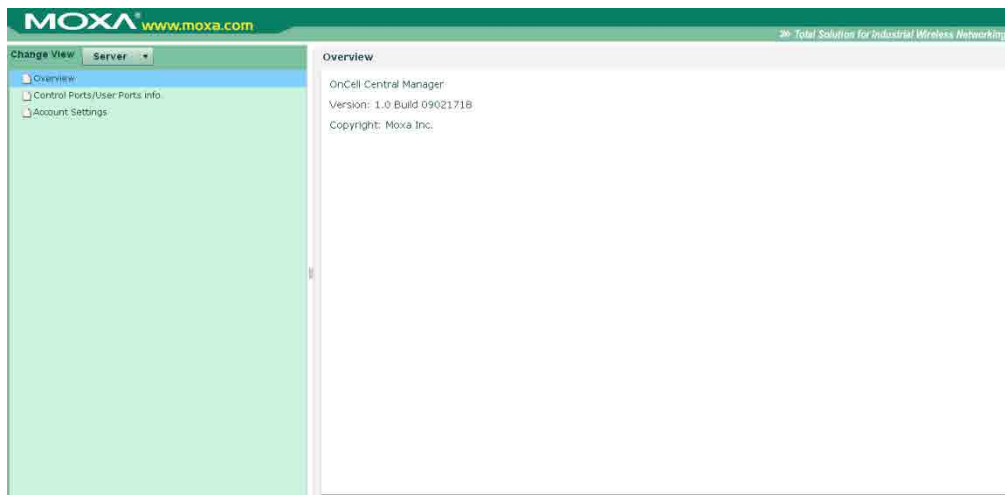 MOXA® www.moxa.com
Total Solution for Industrial Wireless Networking
Change View Server
Overview
Control Ports/User Ports info.
Account Settings
Overview
OnCell Central Manager
Version: 1.0 Build 09021718
Copyright: Moxa Inc.